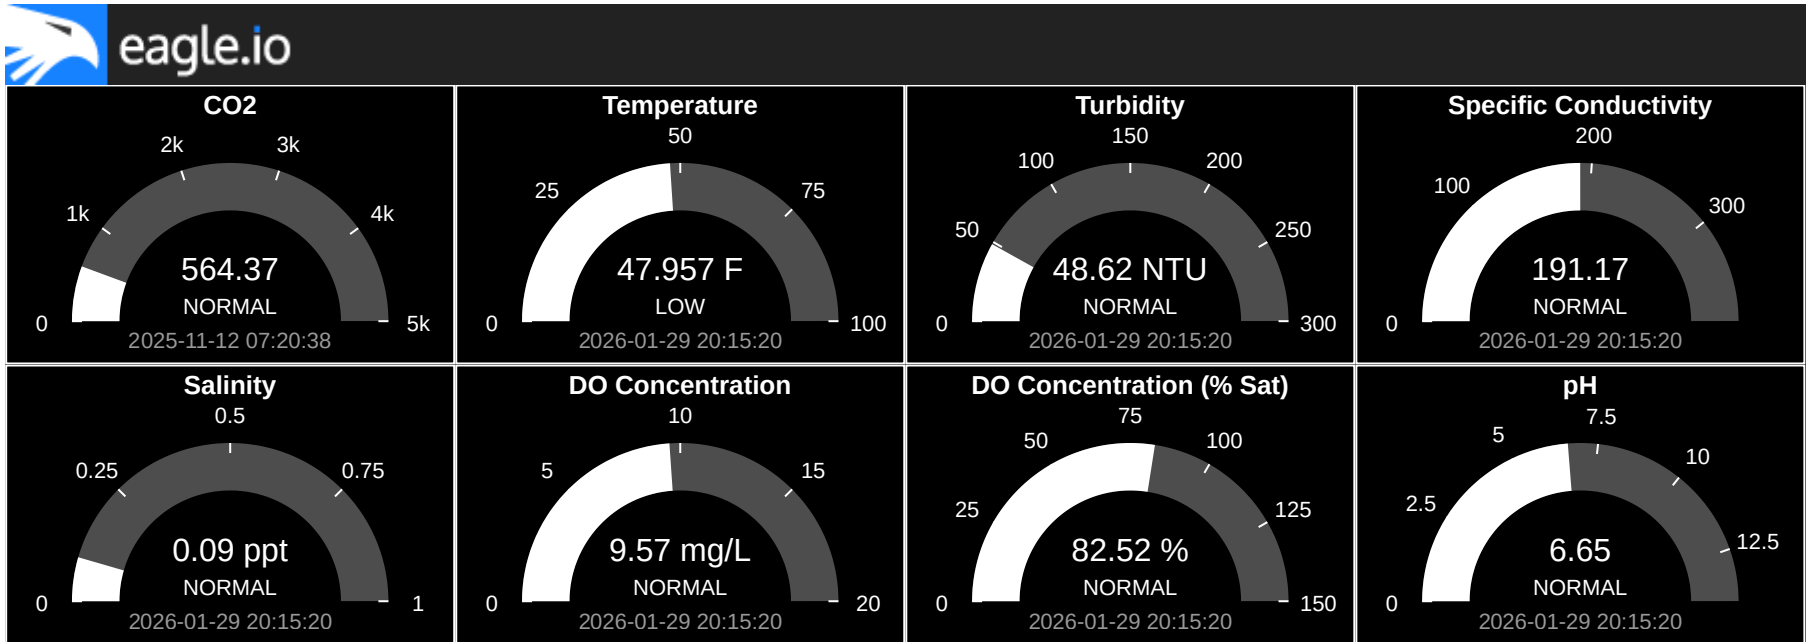 eagle.io
CO2
2k
3k
1k
4k
564.37
NORMAL
0
5k
2025-11-12 07:20:38
Temperature
50
25
75
47.957 F
LOW
0
100
2026-01-29 20:15:20
Turbidity
150
100
200
50
250
48.62 NTU
NORMAL
0
300
2026-01-29 20:15:20
Specific Conductivity
200
100
300
191.17
NORMAL
0
2026-01-29 20:15:20
Salinity
0.5
0.25
0.75
0.09 ppt
NORMAL
0
1
2026-01-29 20:15:20
DO Concentration
10
5
15
9.57 mg/L
NORMAL
0
20
2026-01-29 20:15:20
DO Concentration (% Sat)
75
50
100
25
125
82.52 %
NORMAL
0
150
2026-01-29 20:15:20
pH
7.5
5
10
2.5
12.5
6.65
NORMAL
0
2026-01-29 20:15:20